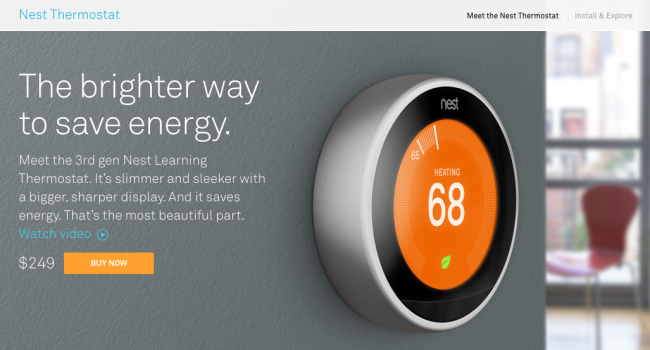 Nest Thermostat
Meet the Nest Thermostat
Install & Explore
The brighter way
to save energy.
Meet the 3rd gen Nest Learning
Thermostat. It's slimmer and sleeker with
a bigger, sharper display. And it saves
energy. That's the most beautiful part.
Watch video
$249
BUY NOW
nest
65
HEATING
68